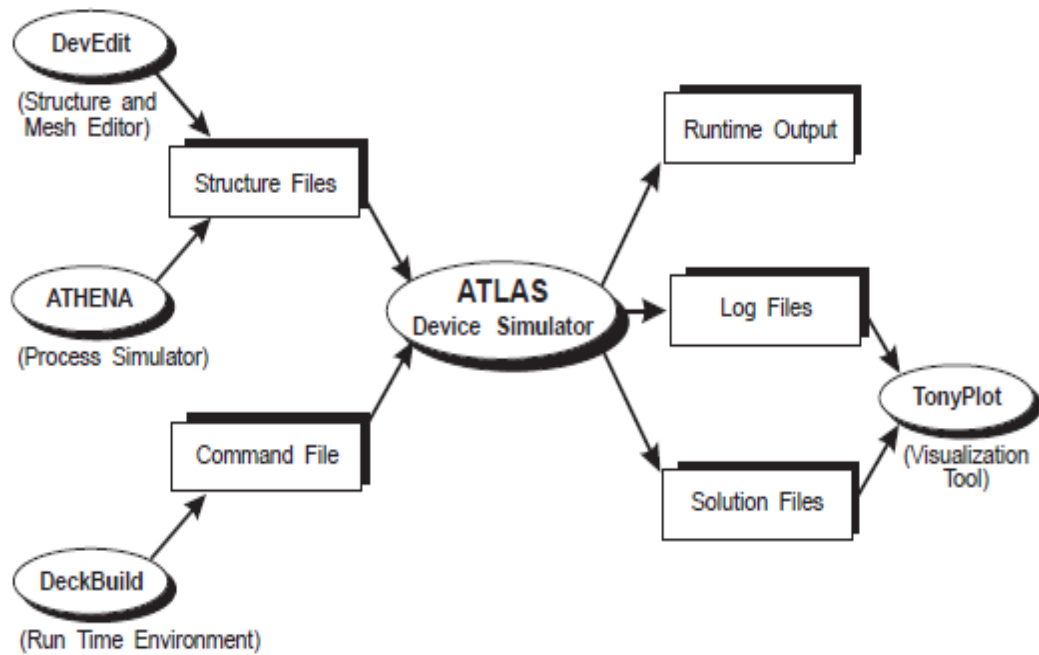 DevEdit
(Structure and
Mesh Editor)
Structure Files
ATHENA
(Process Simulator)
Command File
DeckBuild
(Run Time Environment)
ATLAS
Device Simulator
Runtime Output
Log Files
Solution Files
TonyPlot
(Visualization
Tool)